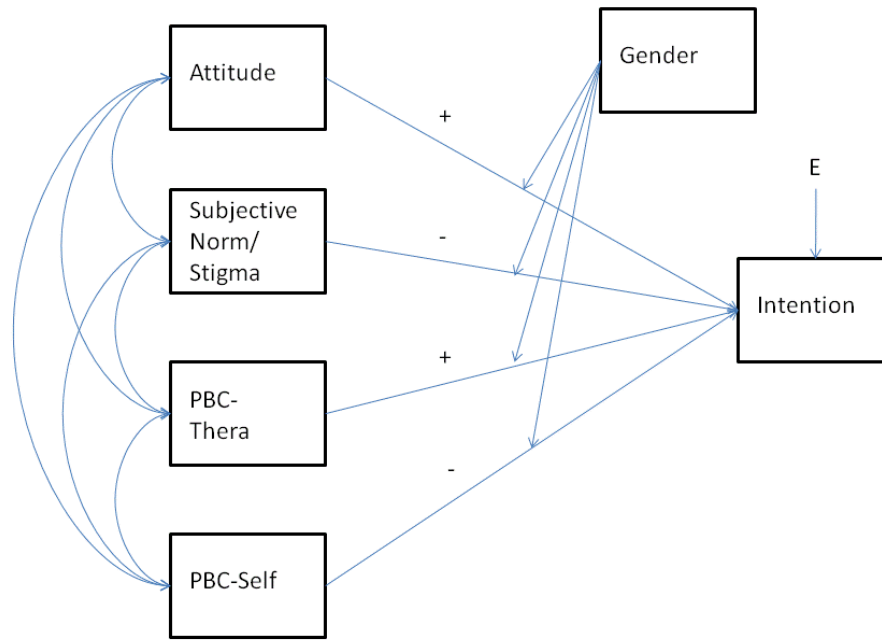 Attitude
Gender
+
E
Subjective
Norm/
Stigma
-
Intention
+
PBC-
Thera
-
PBC-Self